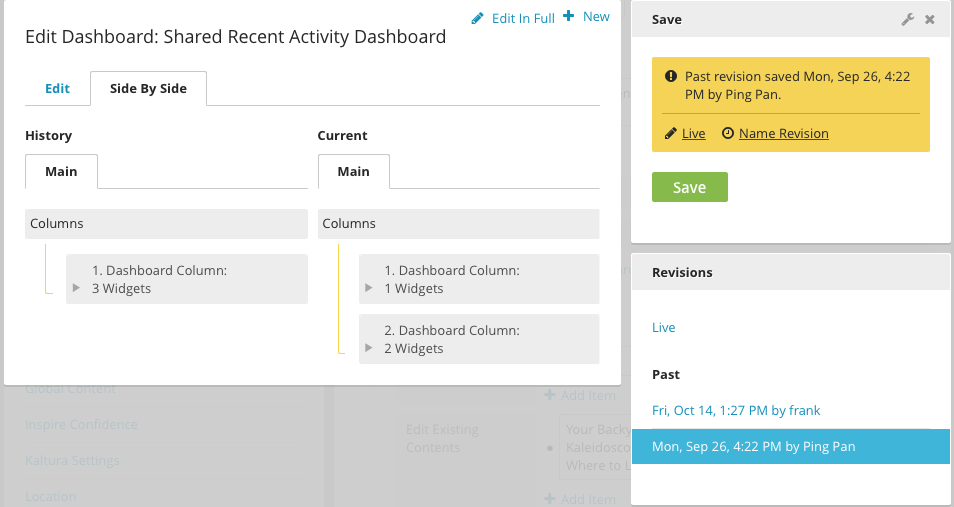 Edit In Full
New
Edit Dashboard: Shared Recent Activity Dashboard
Edit
Side By Side
History
Main
Columns
1. Dashboard Column:
3 Widgets
Current
Main
Columns
1. Dashboard Column:
1 Widgets
2. Dashboard Column:
2 Widgets
Global Content
Inspire Confidence
Kaltura Settings
Location
Add Item
Edit Existing
Contents
Your Backy
Kaleidosco
Where to L
Add Item
Save
Past revision saved Mon, Sep 26, 4:22
PM by Ping Pan.
Live
Name Revision
Save
Revisions
Live
Past
Fri, Oct 14, 1:27 PM by frank
Mon, Sep 26, 4:22 PM by Ping Pan